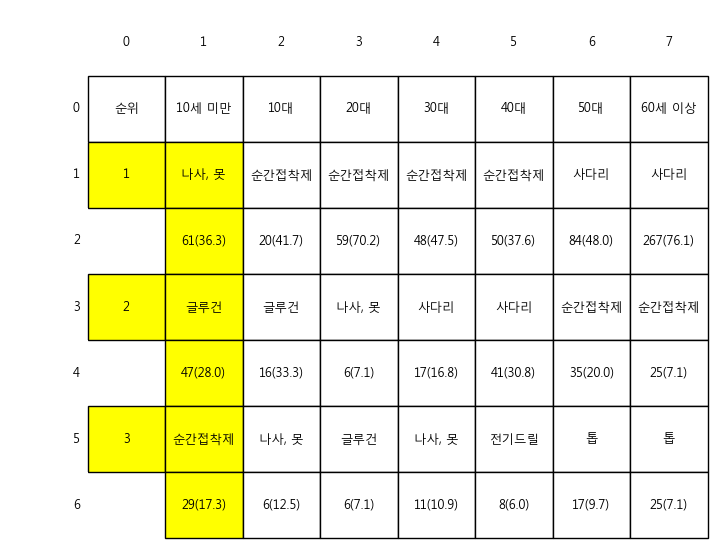 0 1 2 3 4 5 6 7
0 순위 10세 미만 10대 20대 30대 40대 50대 60세 이상
1 1 나사, 못 순간접착제 순간접착제 순간접착제 순간접착제 사다리 사다리
2 61(36.3) 20(41.7) 59(70.2) 48(47.5) 50(37.6) 84(48.0) 267(76.1)
3 2 글루건 글루건 나사, 못 사다리 사다리 순간접착제 순간접착제
4 47(28.0) 16(33.3) 6(7.1) 17(16.8) 41(30.8) 35(20.0) 25(7.1)
5 3 순간접착제 나사, 못 글루건 나사, 못 전기드릴 톱 톱
6 29(17.3) 6(12.5) 6(7.1) 11(10.9) 8(6.0) 17(9.7) 25(7.1)